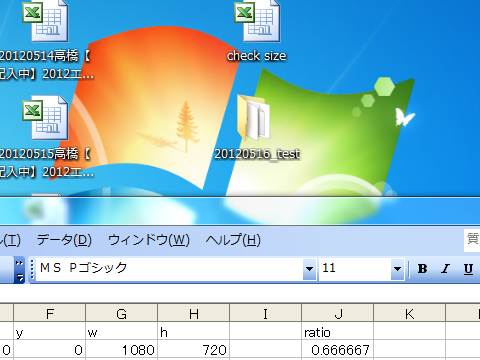 20120514高橋【
記入中】2012エ...
check size
20120515高橋【
記入中】2012エ...
20120516_test
(T) データ(D) ウィンドウ(W) ヘルプ(H)
質
ＭＳ Ｐゴシック 11 B I U
F G H I J K
y w h ratio
0 0 1080 720 0.666667